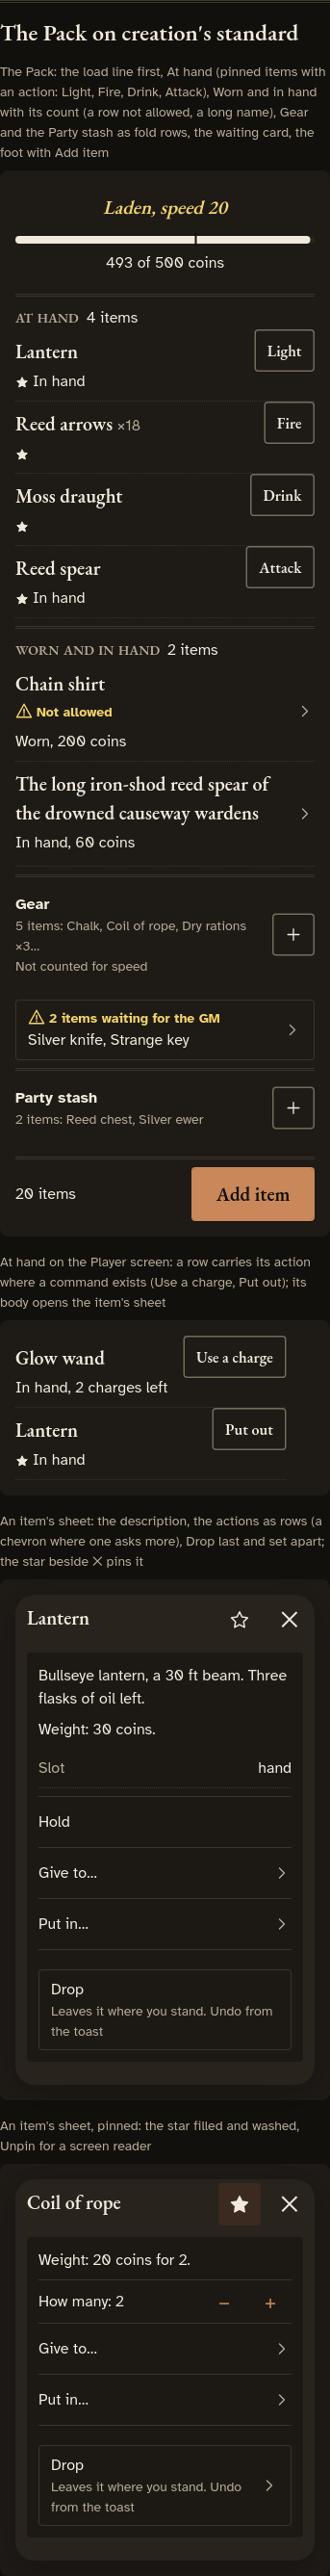 The Pack on creation's standard
The Pack: the load line first, At hand (pinned items with
an action: Light, Fire, Drink, Attack), Worn and in hand
with its count (a row not allowed, a long name), Gear
and the Party stash as fold rows, the waiting card, the
foot with Add item
Laden, speed 20
493 of 500 coins
AT HAND 4 items
Lantern
Light
★ In hand
Reed arrows ×18
Fire
★
Moss draught
Drink
★
Reed spear
Attack
★ In hand
WORN AND IN HAND 2 items
Chain shirt
Not allowed
Worn, 200 coins
The long iron-shod reed spear of
the drowned causeway wardens
In hand, 60 coins
Gear
5 items: Chalk, Coil of rope, Dry rations
×3…
Not counted for speed
+
2 items waiting for the GM
Silver knife, Strange key
Party stash
2 items: Reed chest, Silver ewer
+
20 items
Add item
At hand on the Player screen: a row carries its action
where a command exists (Use a charge, Put out); its
body opens the item's sheet
Glow wand
Use a charge
In hand, 2 charges left
Lantern
Put out
★ In hand
An item's sheet: the description, the actions as rows (a
chevron where one asks more), Drop last and set apart;
the star beside × pins it
Lantern
Bullseye lantern, a 30 ft beam. Three
flasks of oil left.
Weight: 30 coins.
Slot hand
Hold
Give to…
Put in…
Drop
Leaves it where you stand. Undo from
the toast
An item's sheet, pinned: the star filled and washed,
Unpin for a screen reader
Coil of rope
Weight: 20 coins for 2.
How many: 2 − +
Give to…
Put in…
Drop
Leaves it where you stand. Undo
from the toast